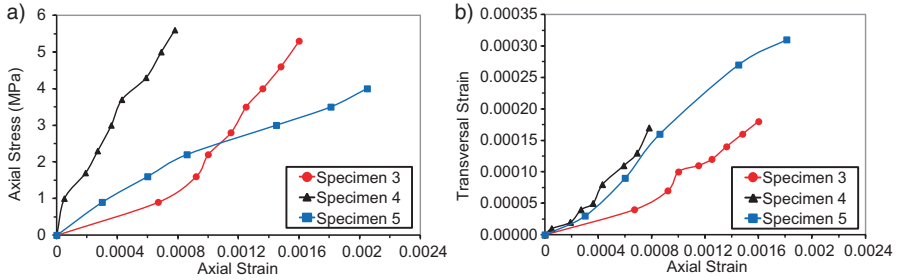 a)
Axial Stress (MPa)
6
5
4
3
2
1
0
0
0.0004
0.0008
0.0012
0.0016
0.002
0.0024
Axial Strain
Specimen 3
Specimen 4
Specimen 5
b)
Transversal Strain
0.00035
0.00030
0.00025
0.00020
0.00015
0.00010
0.00005
0.00000
0
0.0004
0.0008
0.0012
0.0016
0.002
0.0024
Axial Strain
Specimen 3
Specimen 4
Specimen 5